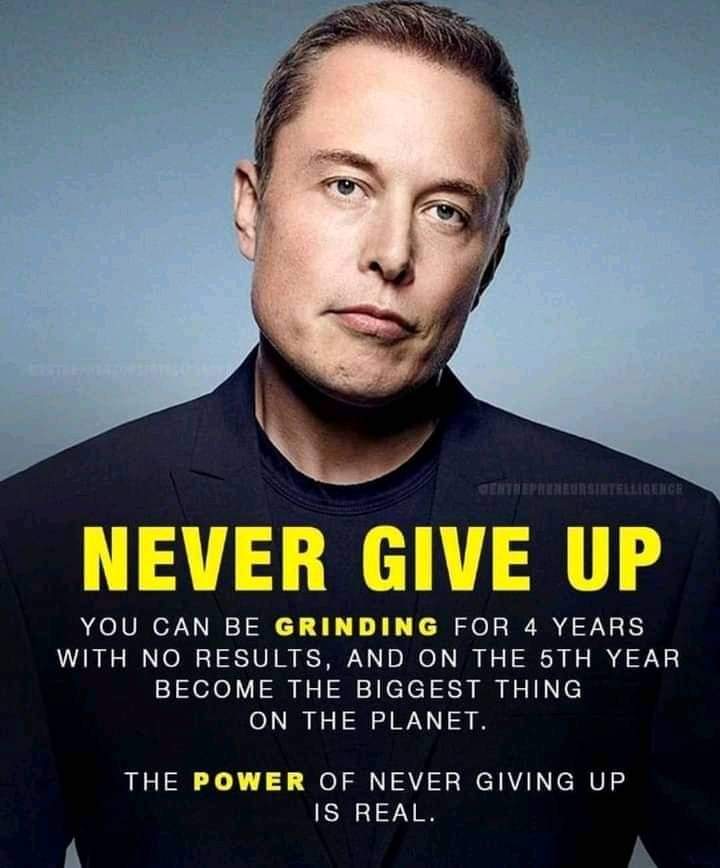 @ENTREPRENEURSINTELLIGENCE
NEVER GIVE UP
YOU CAN BE GRINDING FOR 4 YEARS
WITH NO RESULTS, AND ON THE 5TH YEAR
BECOME THE BIGGEST THING
ON THE PLANET.
THE POWER OF NEVER GIVING UP
IS REAL.